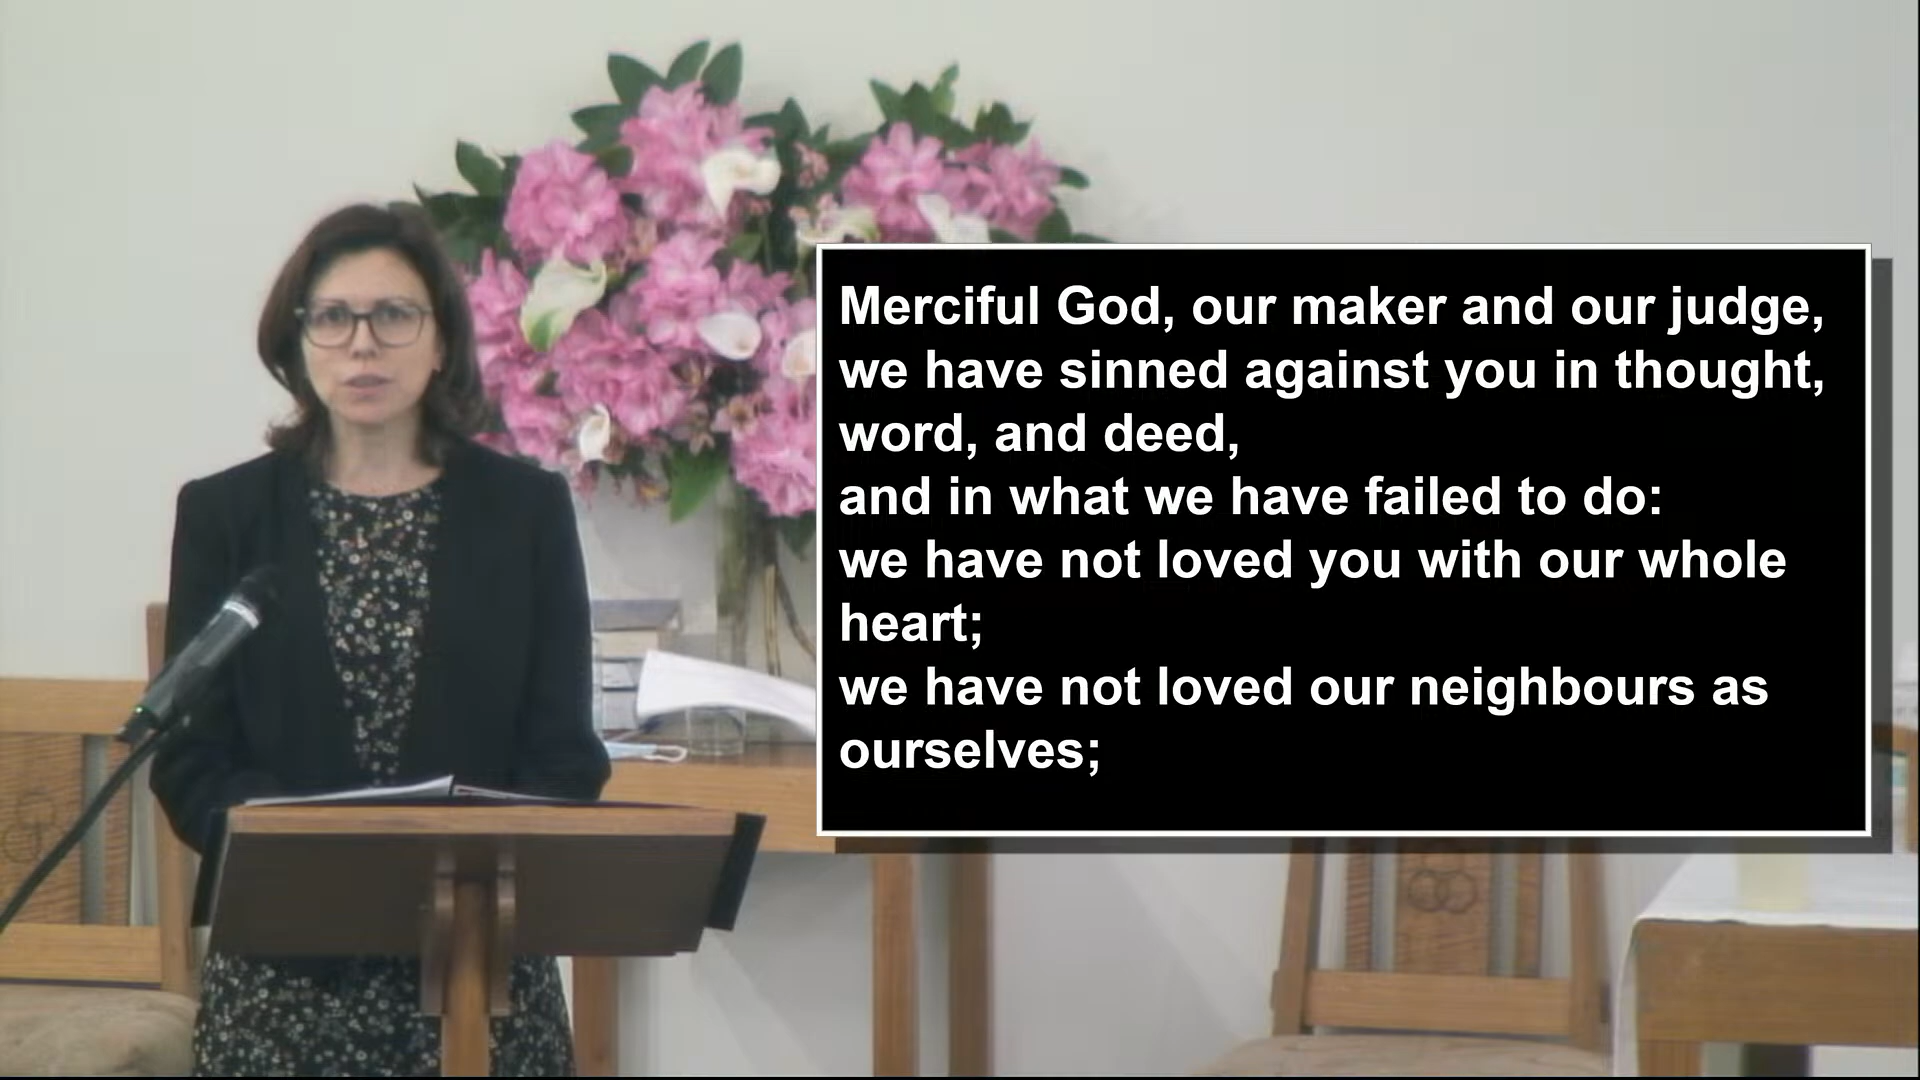 Merciful God, our maker and our judge,
we have sinned against you in thought,
word, and deed,
and in what we have failed to do:
we have not loved you with our whole
heart;
we have not loved our neighbours as
ourselves;